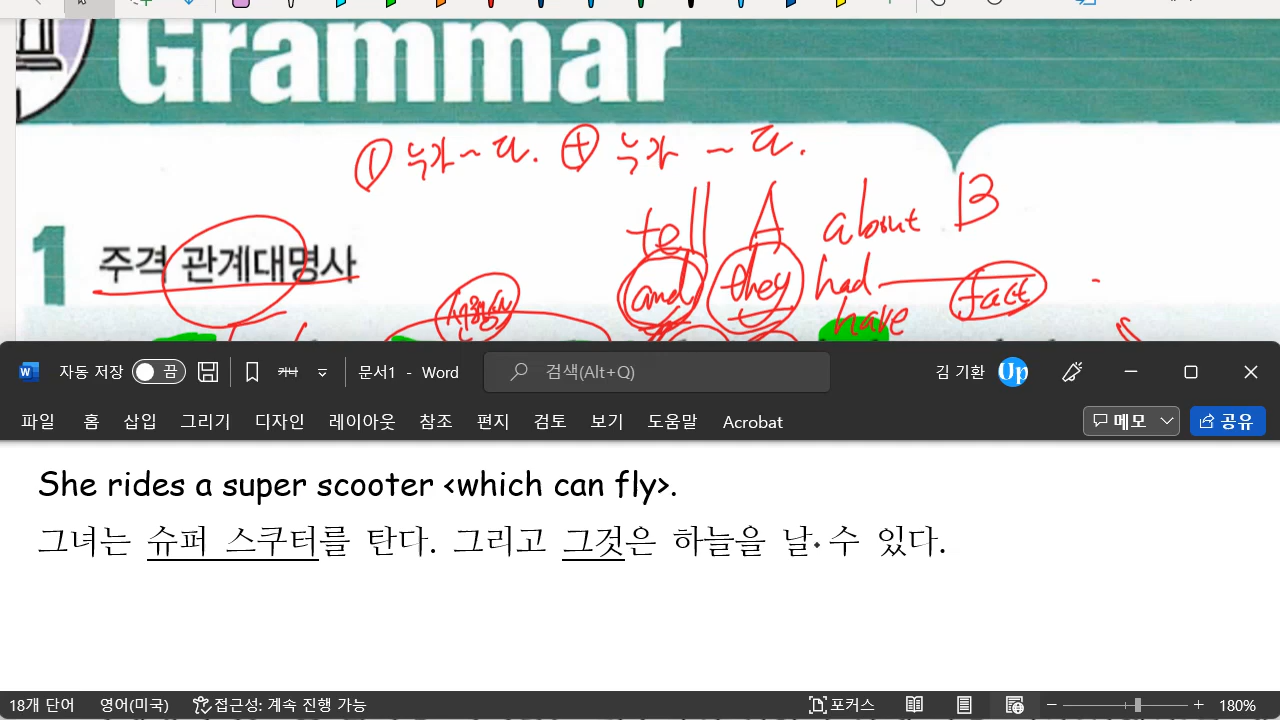 Grammar
① 누가 ~ 다. ⊕ 누가 ~ 다.
tell A about B
1 주격 관계대명사
and they had fact
have
자동 저장 끔 문서1 - Word 검색(Alt+Q) 김 기환 Up
파일 홈 삽입 그리기 디자인 레이아웃 참조 편지 검토 보기 도움말 Acrobat 메모 공유
She rides a super scooter <which can fly>.
그녀는 슈퍼 스쿠터를 탄다. 그리고 그것은 하늘을 날 수 있다.
18개 단어 영어(미국) 접근성: 계속 진행 가능 포커스 180%